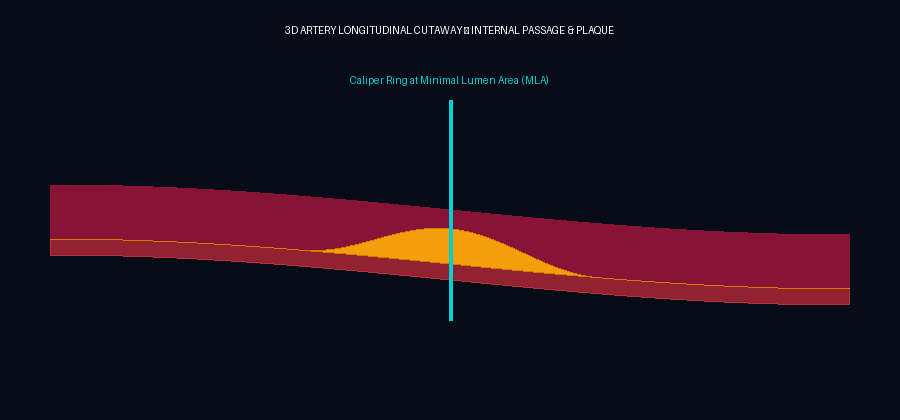 3D ARTERY LONGITUDINAL CUTAWAY▯INTERNAL PASSAGE & PLAQUE
Caliper Ring at Minimal Lumen Area (MLA)